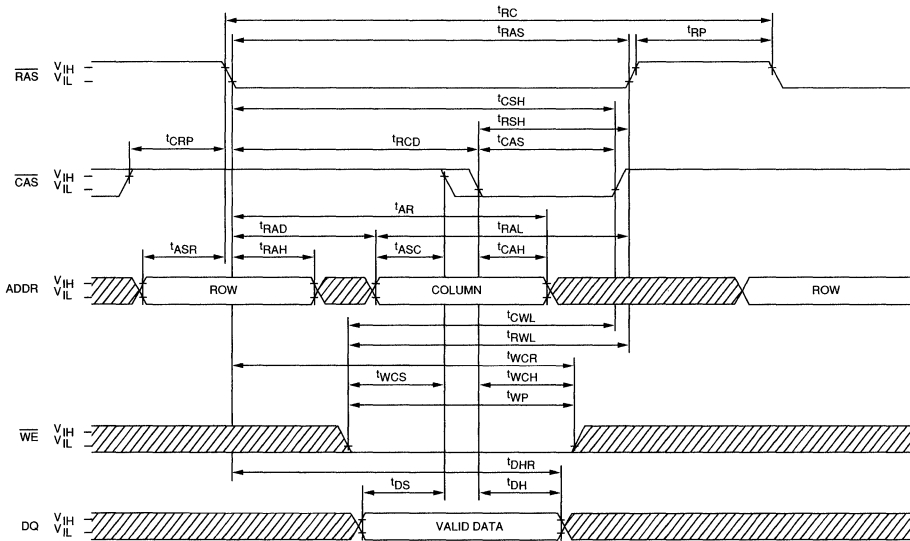 tRC
tRAS
tRP
RAS VIH
VIL
tCSH
tRSH
tCRP
tRCD
tCAS
CAS VIH
VIL
tAR
tRAD
tRAL
tASR
tRAH
tASC
tCAH
ADDR VIH
VIL
ROW
COLUMN
ROW
tCWL
tRWL
tWCR
tWCS
tWCH
tWP
WE VIH
VIL
tDHR
tDS
tDH
DQ VIH
VIL
VALID DATA